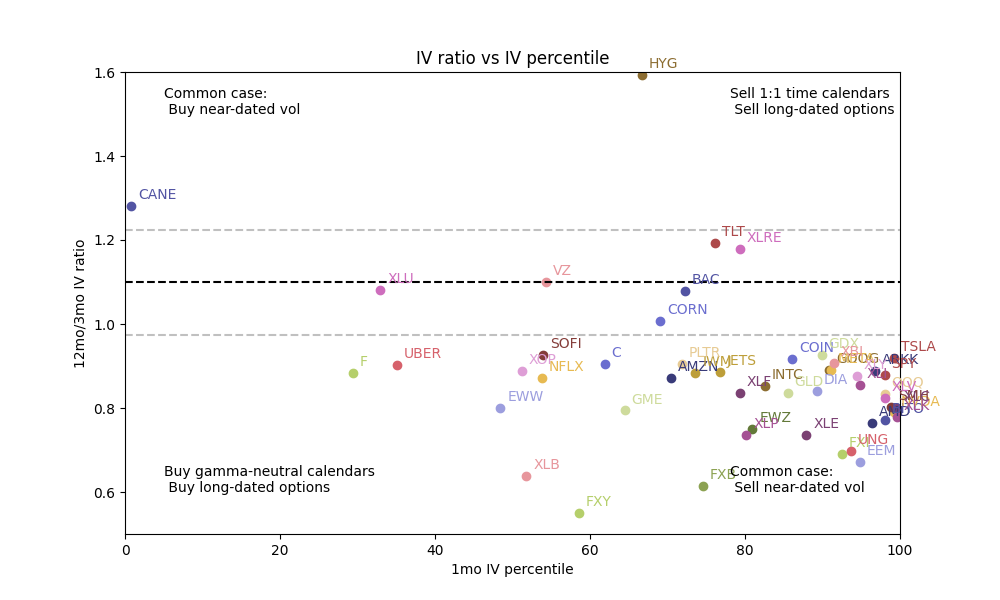 IV ratio vs IV percentile
HYG
1.6
Common case:
Buy near-dated vol
Sell 1:1 time calendars
Sell long-dated options
1.4
CANE
1.2
TLT
XLRE
VZ
XLU
BAC
CORN
1.0
12mo/3mo IV ratio
SOFI
C
PLTR
COIN
GDX
TSLA
F
UBER
XOP
NFLX
AMZN
JETS
GOOG
XLF
INTC
GLD
DIA
0.8
EWW
GME
EWZ
XLP
XLE
AMD
UNG
EEM
XLB
FXB
Buy gamma-neutral calendars
Buy long-dated options
Common case:
Sell near-dated vol
0.6
FXY
0
20
40
60
80
100
1mo IV percentile